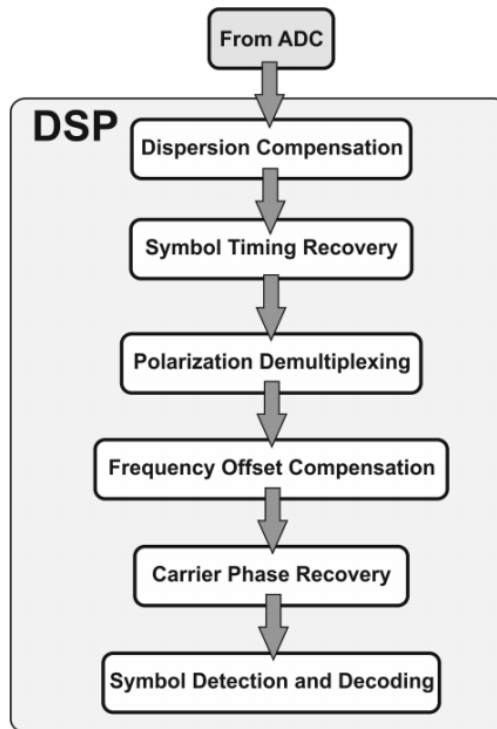 From ADC
DSP
Dispersion Compensation
Symbol Timing Recovery
Polarization Demultiplexing
Frequency Offset Compensation
Carrier Phase Recovery
Symbol Detection and Decoding